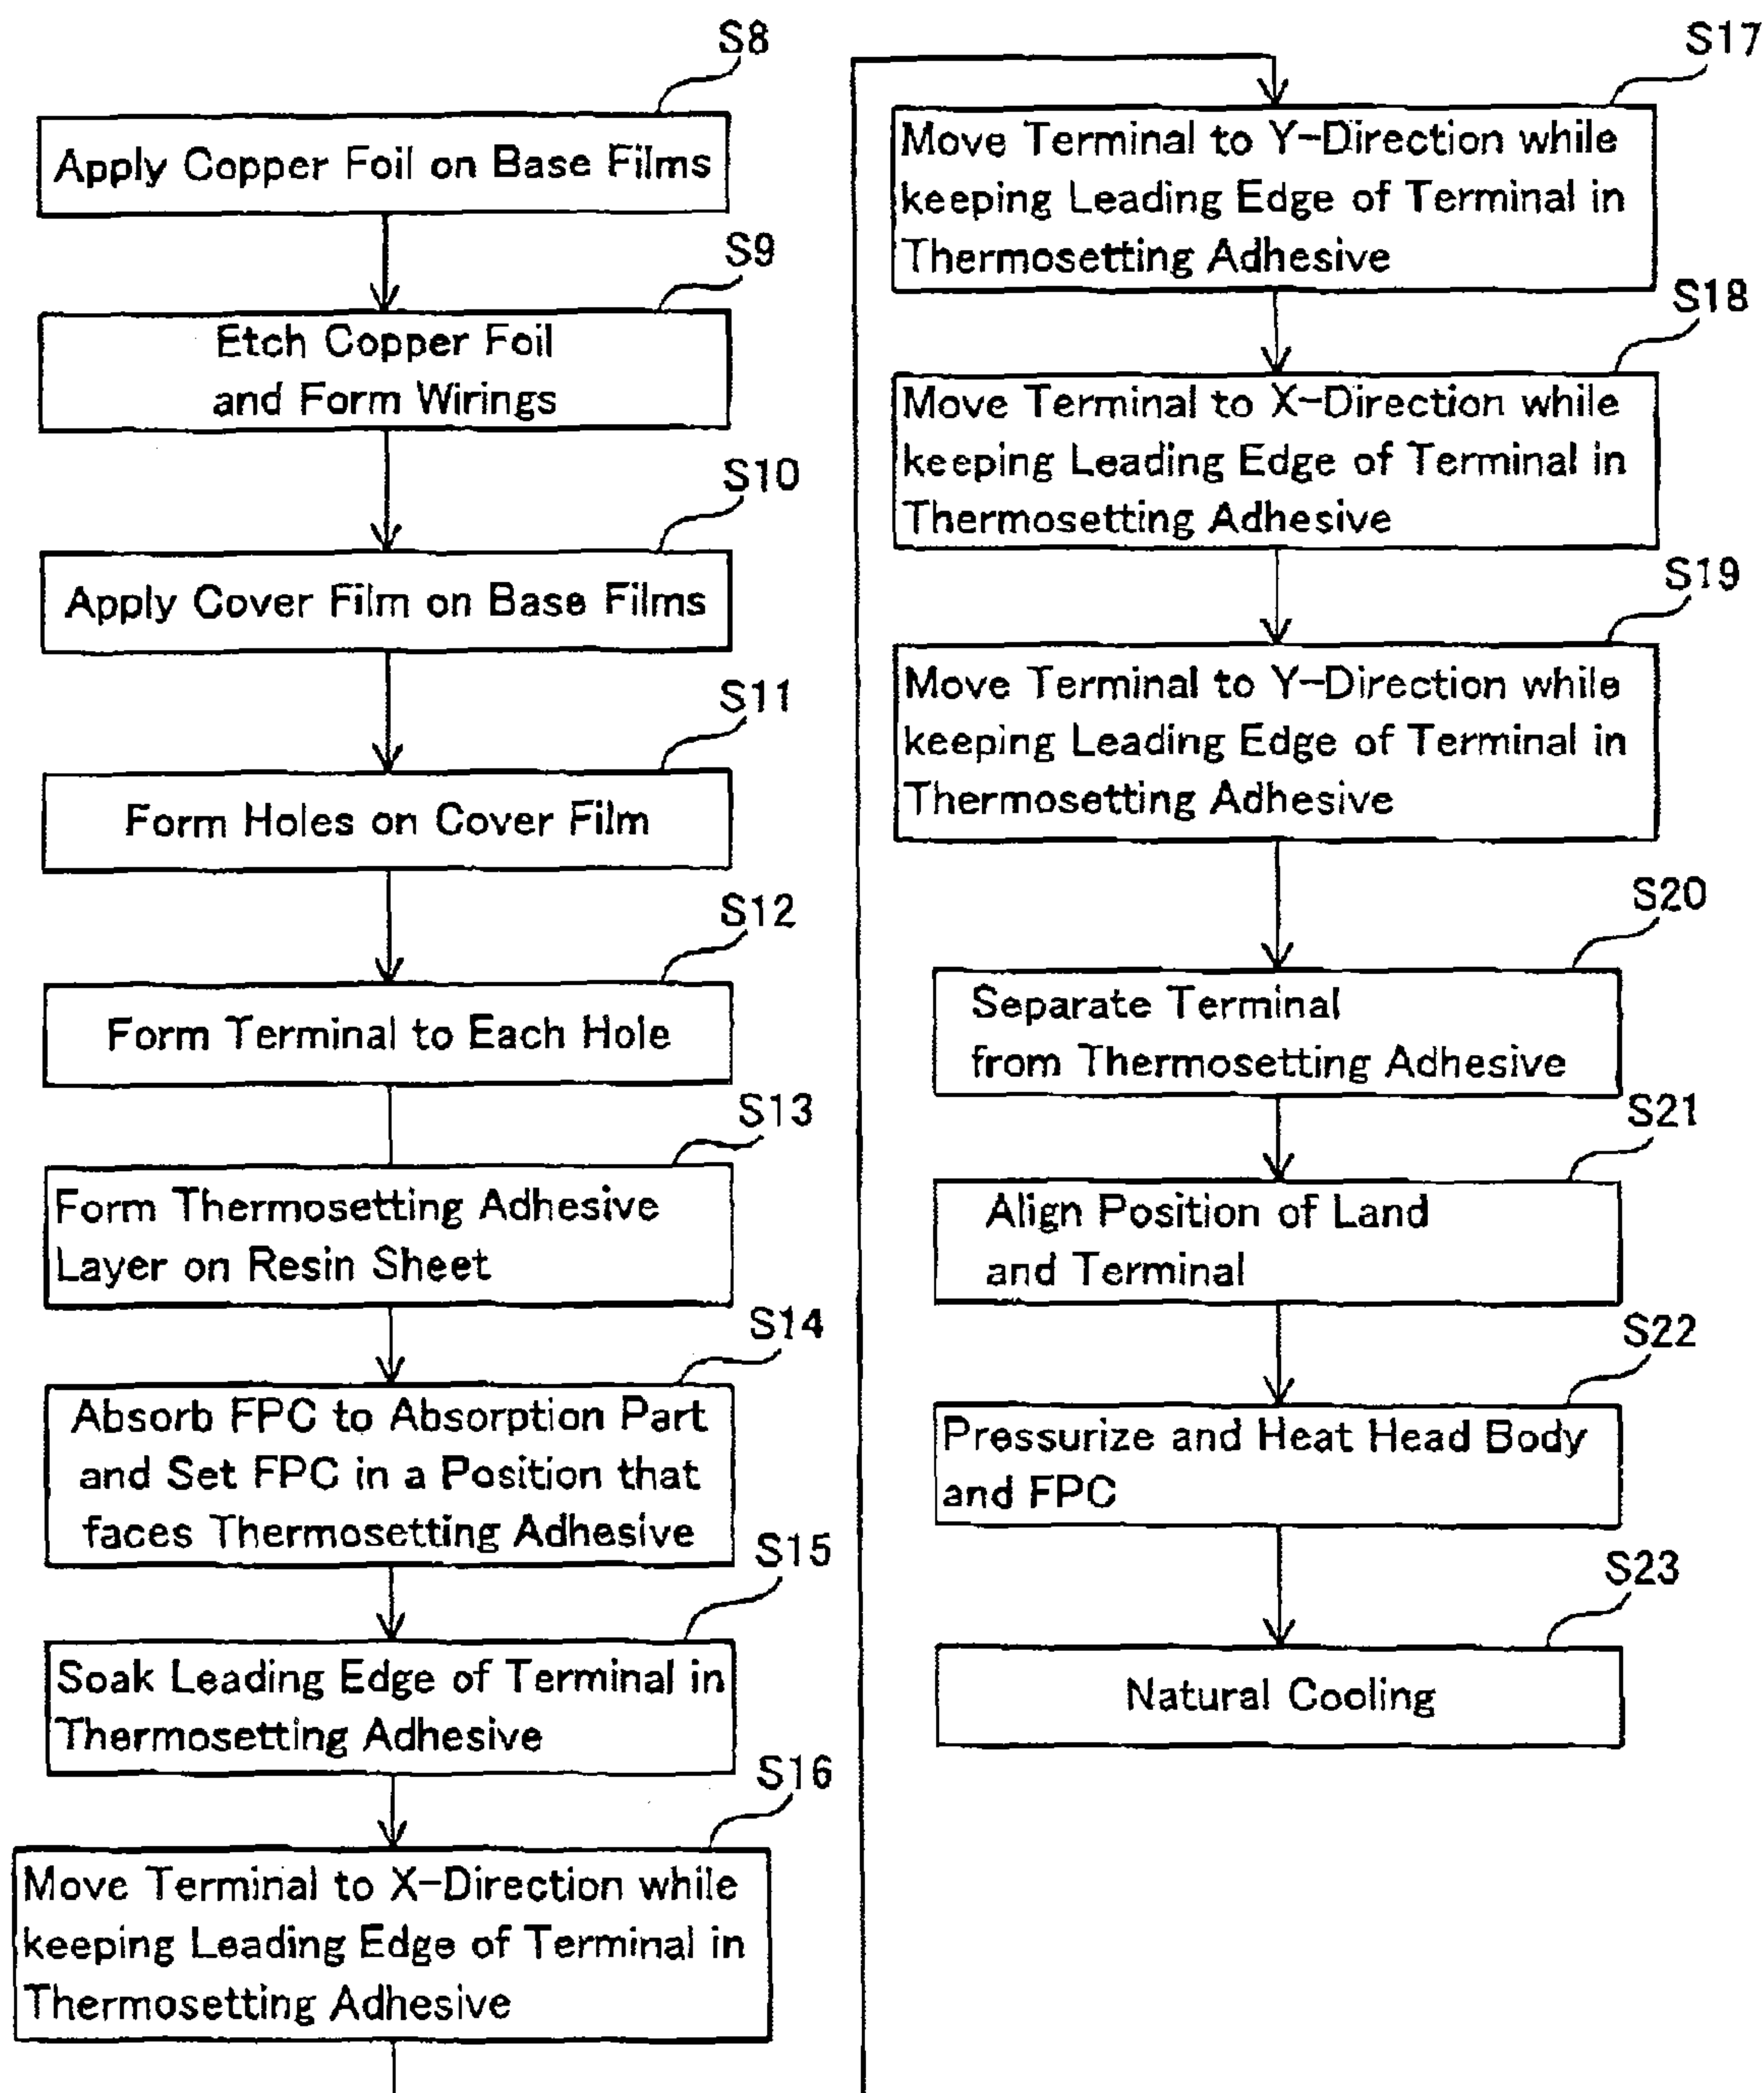 S8
Apply Copper Foil on Base Films
S9
Etch Copper Foil
and Form Wirings
S10
Apply Cover Film on Base Films
S11
Form Holes on Cover Film
S12
Form Terminal to Each Hole
S13
Form Thermosetting Adhesive
Layer on Resin Sheet
S14
Absorb FPC to Absorption Part
and Set FPC in a Position that
faces Thermosetting Adhesive
S15
Soak Leading Edge of Terminal in
Thermosetting Adhesive
S16
Move Terminal to X-Direction while
keeping Leading Edge of Terminal in
Thermosetting Adhesive
S17
Move Terminal to Y-Direction while
keeping Leading Edge of Terminal in
Thermosetting Adhesive
S18
Move Terminal to X-Direction while
keeping Leading Edge of Terminal in
Thermosetting Adhesive
S19
Move Terminal to Y-Direction while
keeping Leading Edge of Terminal in
Thermosetting Adhesive
S20
Separate Terminal
from Thermosetting Adhesive
S21
Align Position of Land
and Terminal
S22
Pressurize and Heat Head Body
and FPC
S23
Natural Cooling